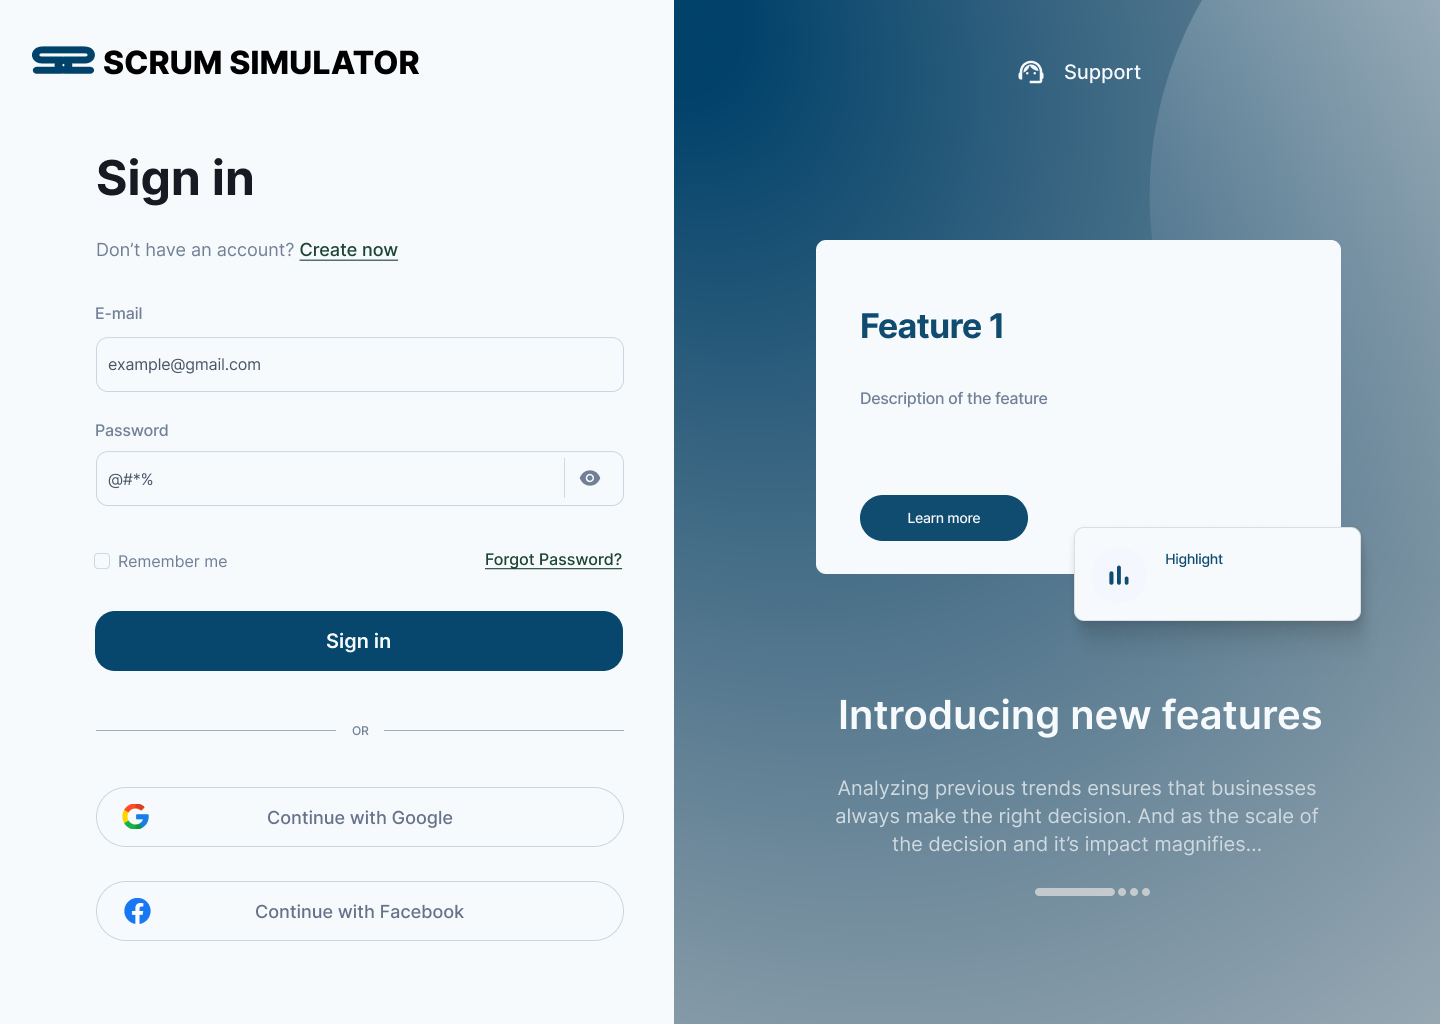 SCRUM SIMULATOR
Sign in
Don’t have an account? Create now
E-mail
example@gmail.com
Password
@#*%
Remember me
Forgot Password?
Sign in
OR
Continue with Google
Continue with Facebook
Support
Feature 1
Description of the feature
Learn more
Highlight
Introducing new features
Analyzing previous trends ensures that businesses
always make the right decision. And as the scale of
the decision and it’s impact magnifies...